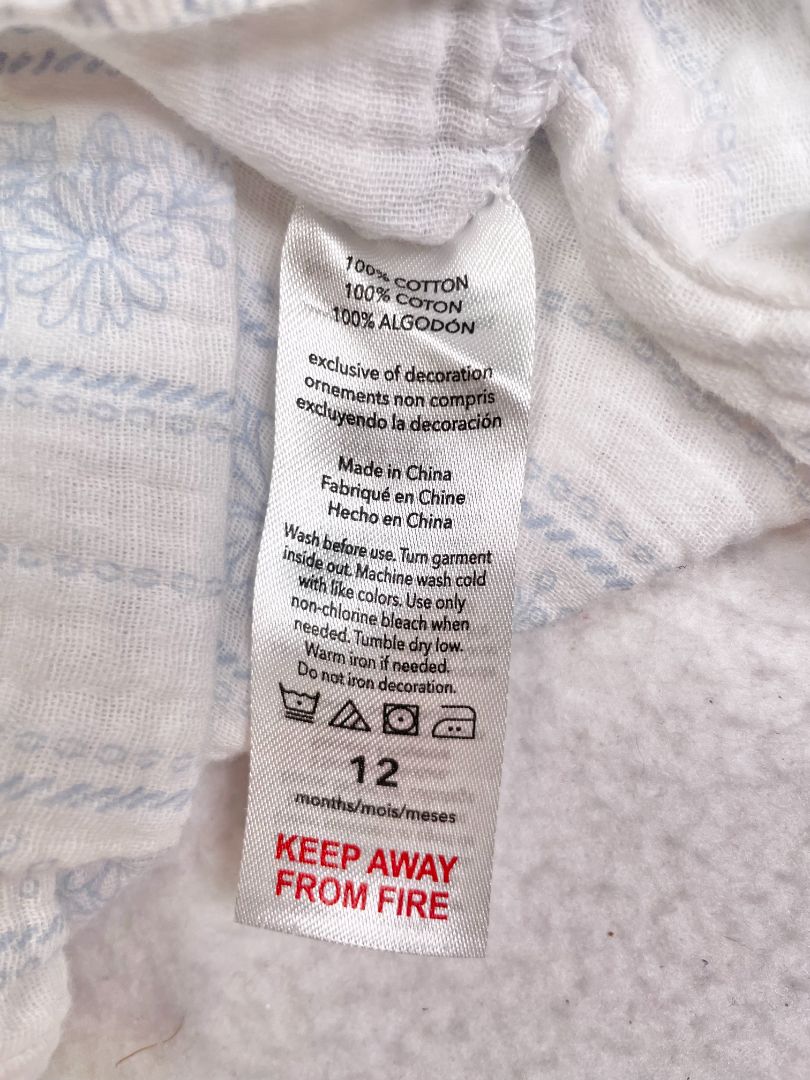 100% COTTON
100% COTON
100% ALGODÓN
exclusive of decoration
ornements non compris
excluyendo la decoración
Made in China
Fabriqué en Chine
Hecho en China
Wash before use. Turn garment
inside out. Machine wash cold
with like colors. Use only
non-chlorine bleach when
needed. Tumble dry low.
Warm iron if needed.
Do not iron decoration.
12
months/mois/meses
KEEP AWAY
FROM FIRE